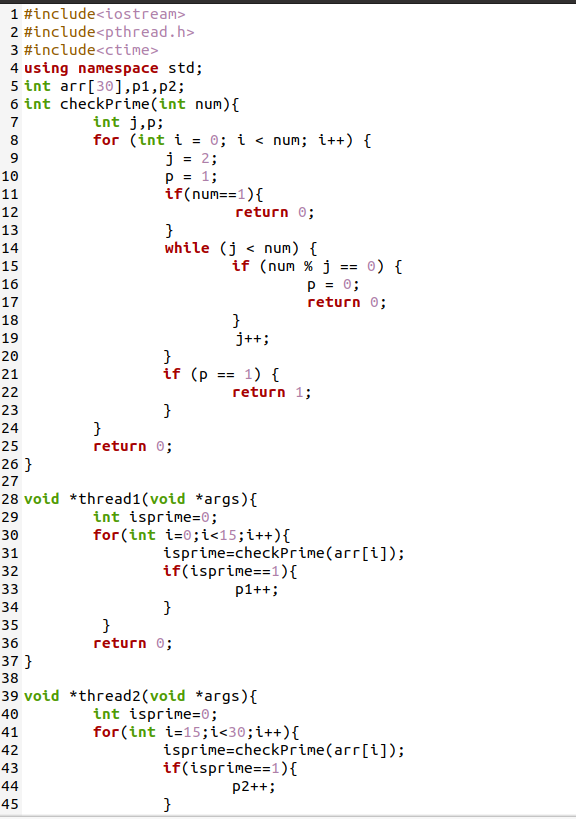 1 #include<iostream>
2 #include<pthread.h>
3 #include<ctime>
4 using namespace std;
5 int arr[30],p1,p2;
6 int checkPrime(int num){
7         int j,p;
8         for (int i = 0; i < num; i++) {
9                 j = 2;
10                 p = 1;
11                 if(num==1){
12                         return 0;
13                 }
14                 while (j < num) {
15                         if (num % j == 0) {
16                                 p = 0;
17                                 return 0;
18                         }
19                         j++;
20                 }
21                 if (p == 1) {
22                         return 1;
23                 }
24         }
25         return 0;
26 }
27
28 void *thread1(void *args){
29         int isprime=0;
30         for(int i=0;i<15;i++){
31                 isprime=checkPrime(arr[i]);
32                 if(isprime==1){
33                         p1++;
34                 }
35          }
36         return 0;
37 }
38
39 void *thread2(void *args){
40         int isprime=0;
41         for(int i=15;i<30;i++){
42                 isprime=checkPrime(arr[i]);
43                 if(isprime==1){
44                         p2++;
45                 }